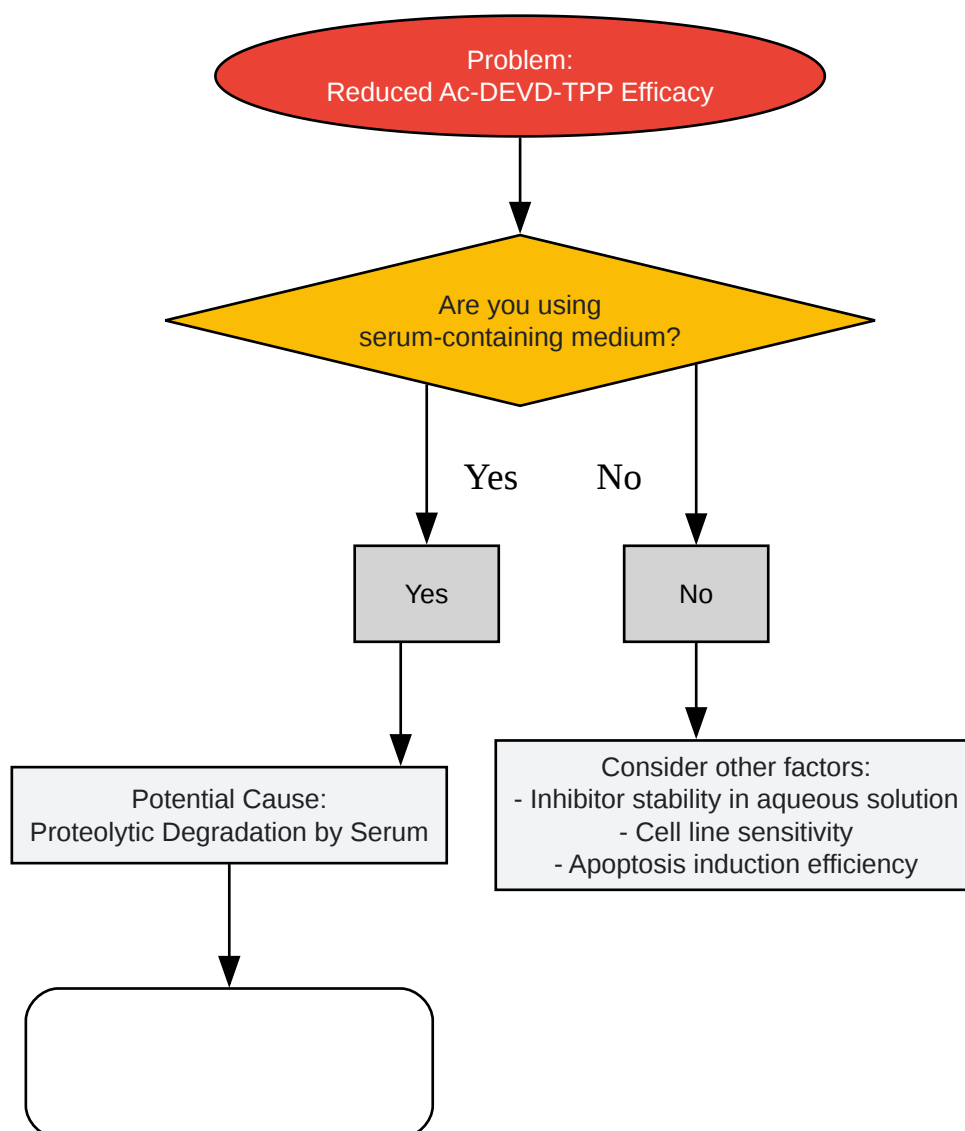 Problem:
Reduced Ac-DEVD-TPP Efficacy
Are you using
serum-containing medium?
Yes
No
Yes
No
Potential Cause:
Proteolytic Degradation by Serum
Consider other factors:
- Inhibitor stability in aqueous solution
- Cell line sensitivity
- Apoptosis induction efficiency